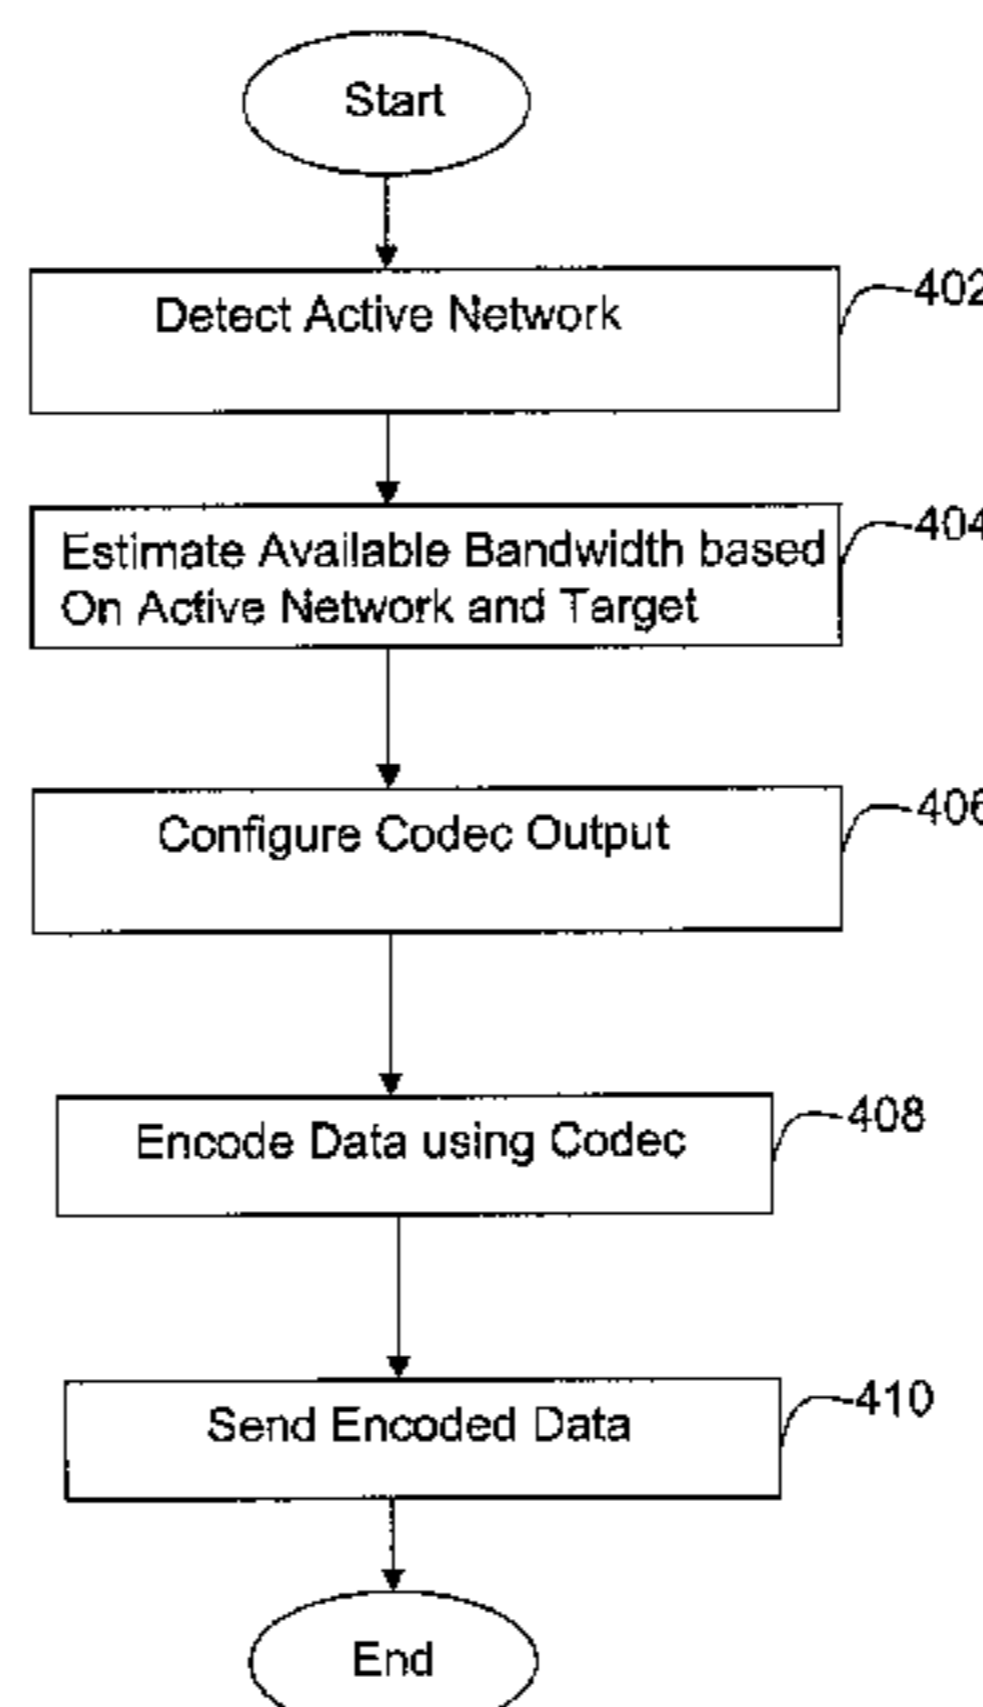 Start
Detect Active Network
402
Estimate Available Bandwidth based
On Active Network and Target
404
Configure Codec Output
406
Encode Data using Codec
408
Send Encoded Data
410
End